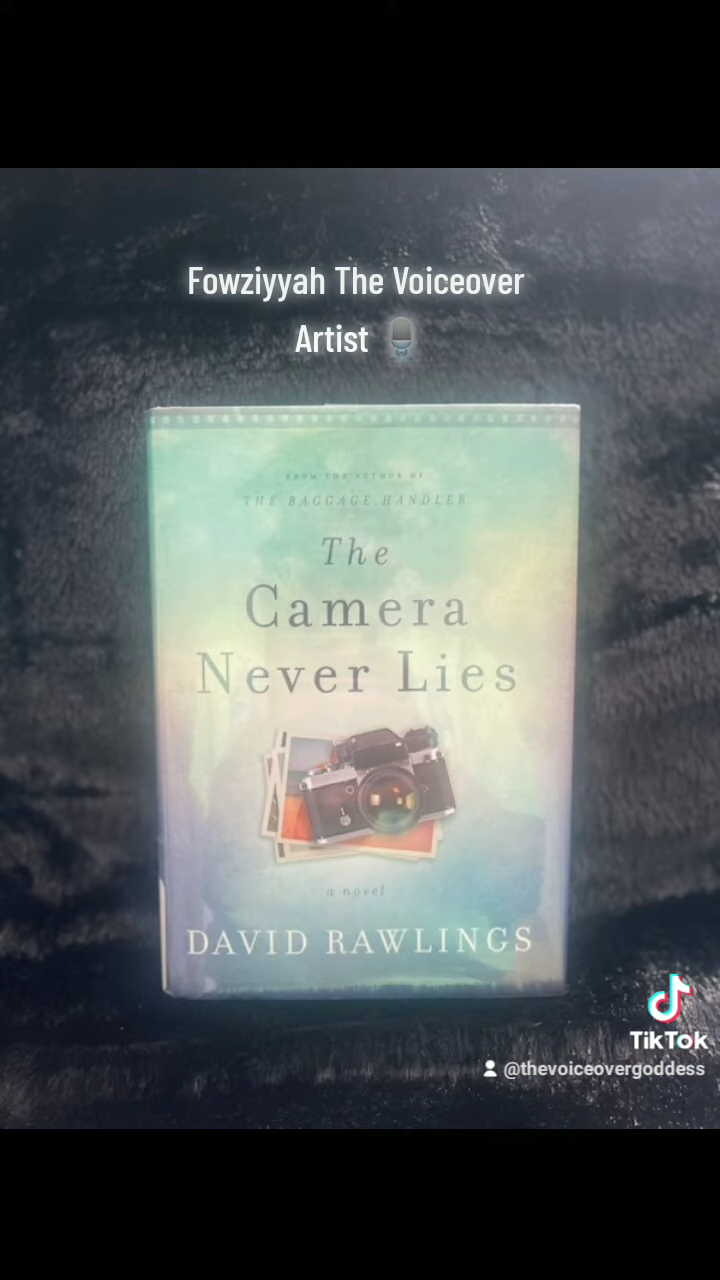 Fowziyyah The Voiceover
Artist
FROM THE AUTHOR OF
THE BAGGAGE HANDLER
The
Camera
Never Lies
a novel
DAVID RAWLINGS
TikTok
@thevoiceovergoddess